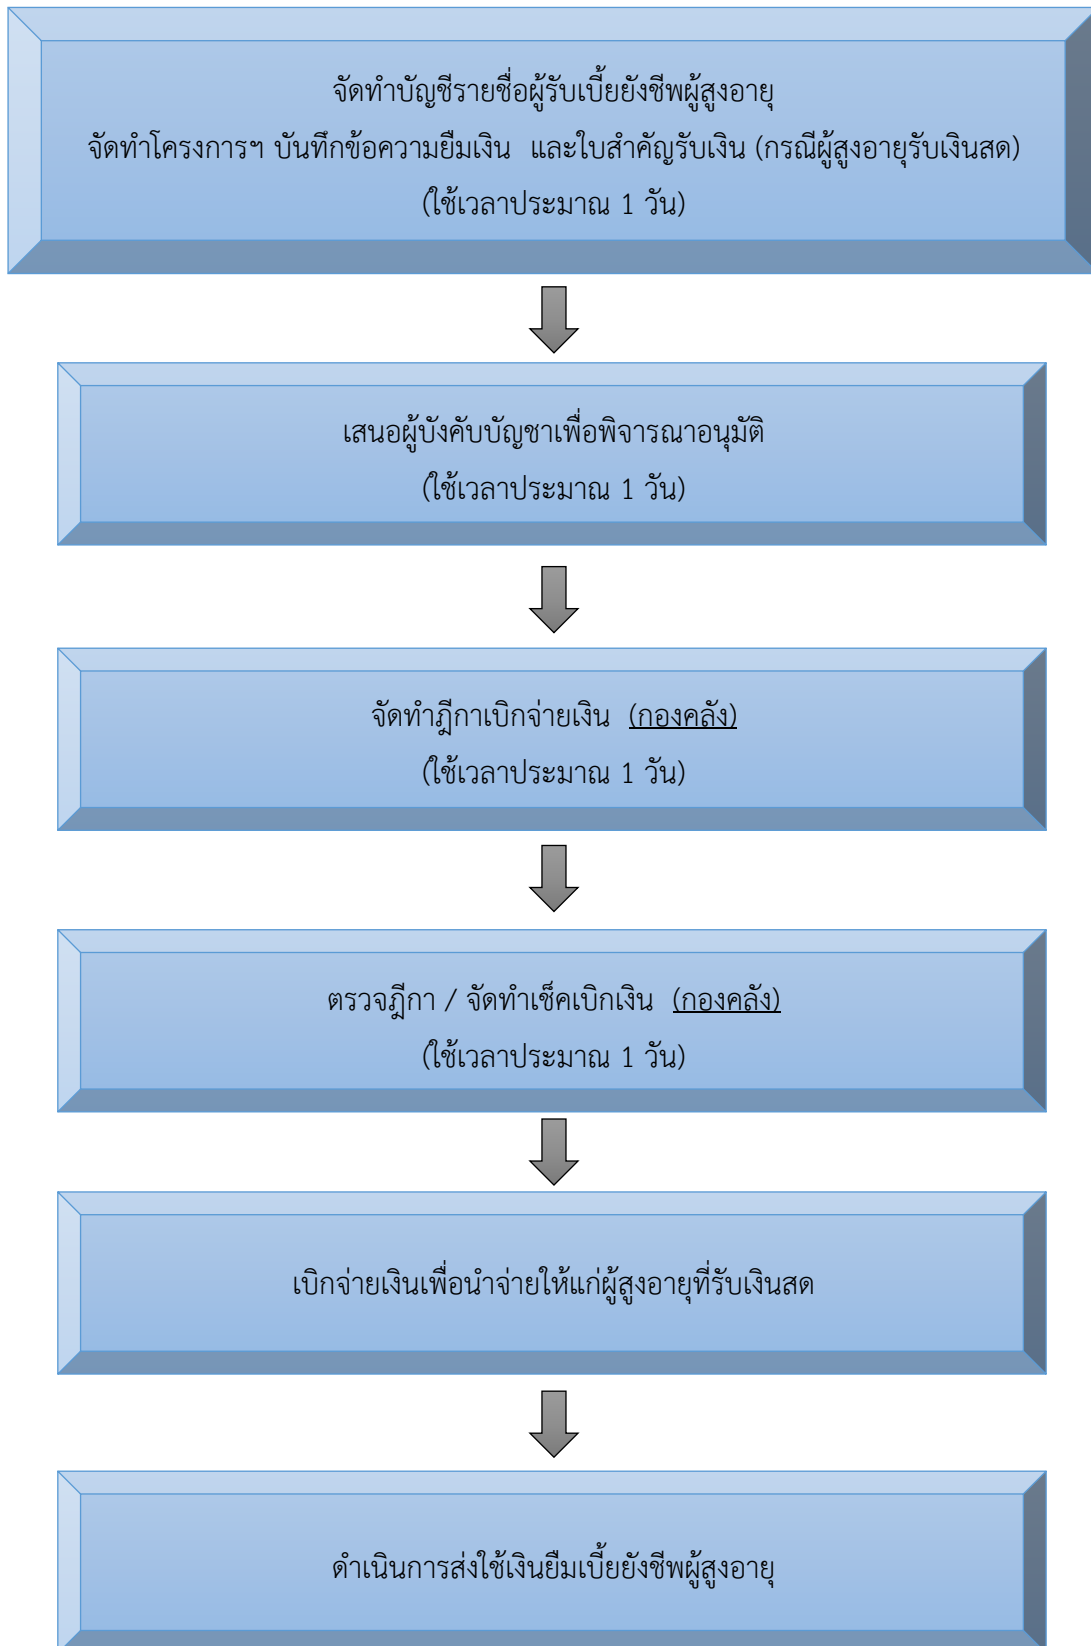 จัดทำบัญชีรายชื่อผู้รับเบี้ยยังชีพผู้สูงอายุ
จัดทำโครงการฯ บันทึกข้อความยืมเงิน และใบสำคัญรับเงิน (กรณีผู้สูงอายุรับเงินสด)
(ใช้เวลาประมาณ 1 วัน)
เสนอผู้บังคับบัญชาเพื่อพิจารณาอนุมัติ
(ใช้เวลาประมาณ 1 วัน)
จัดทำฎีกาเบิกจ่ายเงิน (กองคลัง)
(ใช้เวลาประมาณ 1 วัน)
ตรวจฎีกา / จัดทำเช็คเบิกเงิน (กองคลัง)
(ใช้เวลาประมาณ 1 วัน)
เบิกจ่ายเงินเพื่อนำจ่ายให้แก่ผู้สูงอายุที่รับเงินสด
ดำเนินการส่งใช้เงินยืมเบี้ยยังชีพผู้สูงอายุ